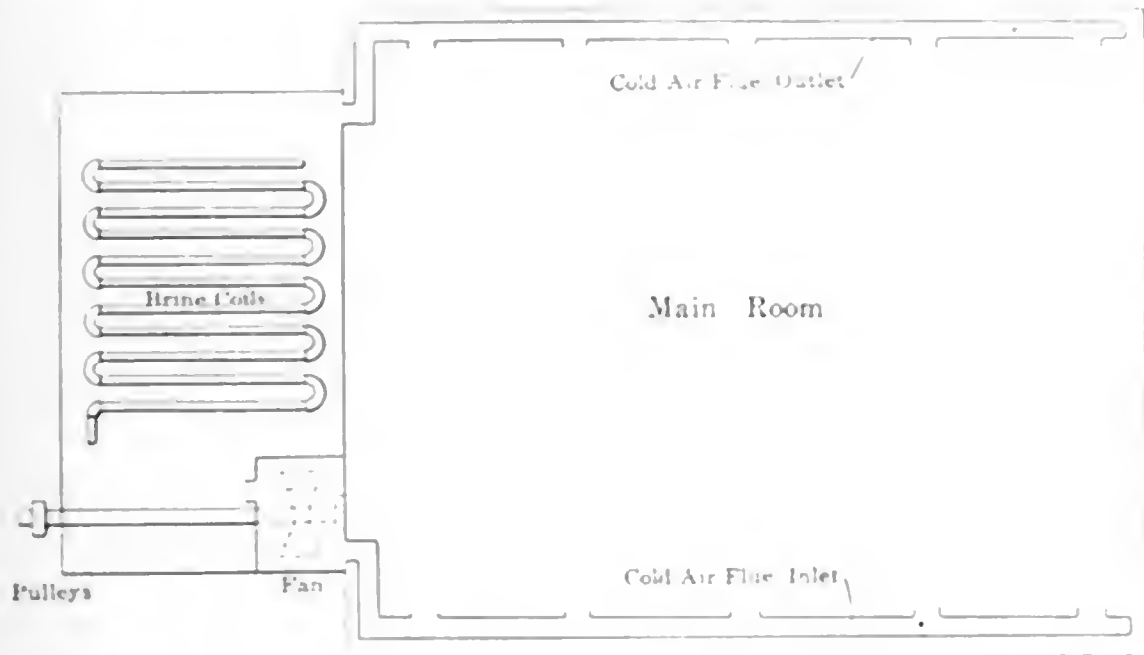 Cold Air Flue Outlet
Brine Coils
Main Room
Cold Air Flue Inlet
Pulleys
Fan